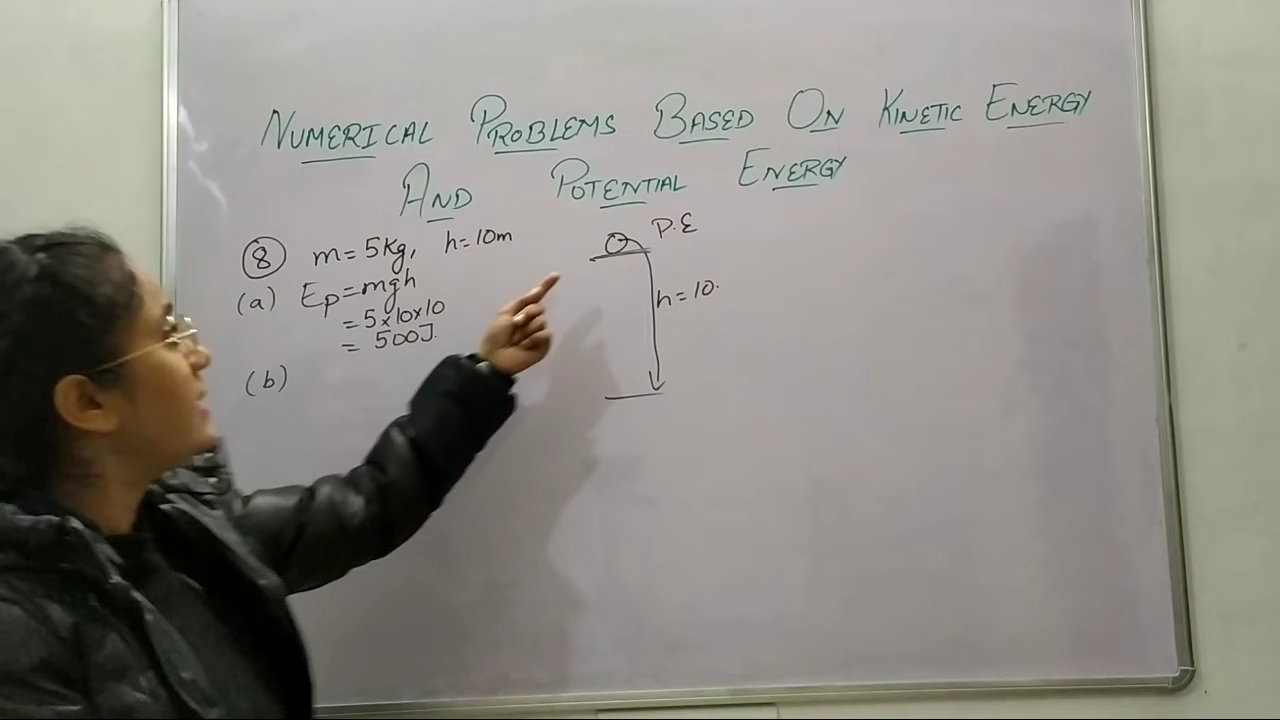 NUMERICAL PROBLEMS BASED ON KINETIC ENERGY
AND POTENTIAL ENERGY
8 m=5Kg, h=10m
(a) Ep=mgh
=5×10×10
= 500J.
(b)
P.E
h=10.